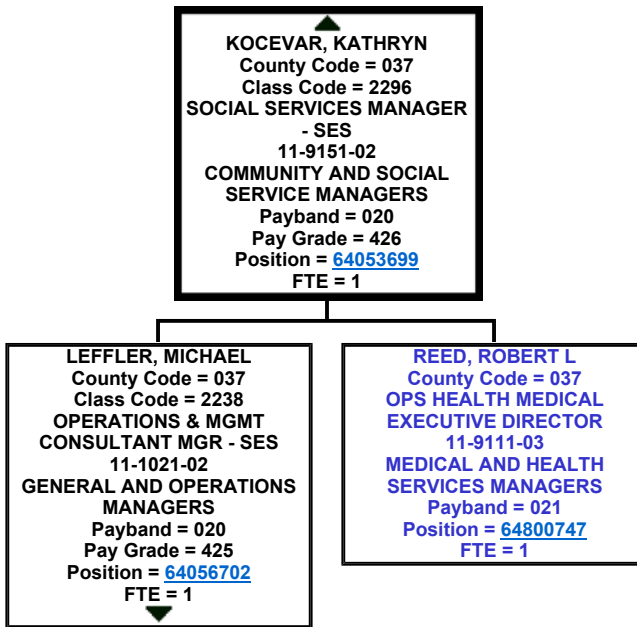 KOCEVAR, KATHRYN
County Code = 037
Class Code = 2296
SOCIAL SERVICES MANAGER
- SES
11-9151-02
COMMUNITY AND SOCIAL
SERVICE MANAGERS
Payband = 020
Pay Grade = 426
Position = 64053699
FTE = 1
LEFFLER, MICHAEL
County Code = 037
Class Code = 2238
OPERATIONS & MGMT
CONSULTANT MGR - SES
11-1021-02
GENERAL AND OPERATIONS
MANAGERS
Payband = 020
Pay Grade = 425
Position = 64056702
FTE = 1
REED, ROBERT L
County Code = 037
OPS HEALTH MEDICAL
EXECUTIVE DIRECTOR
11-9111-03
MEDICAL AND HEALTH
SERVICES MANAGERS
Payband = 021
Position = 64800747
FTE = 1